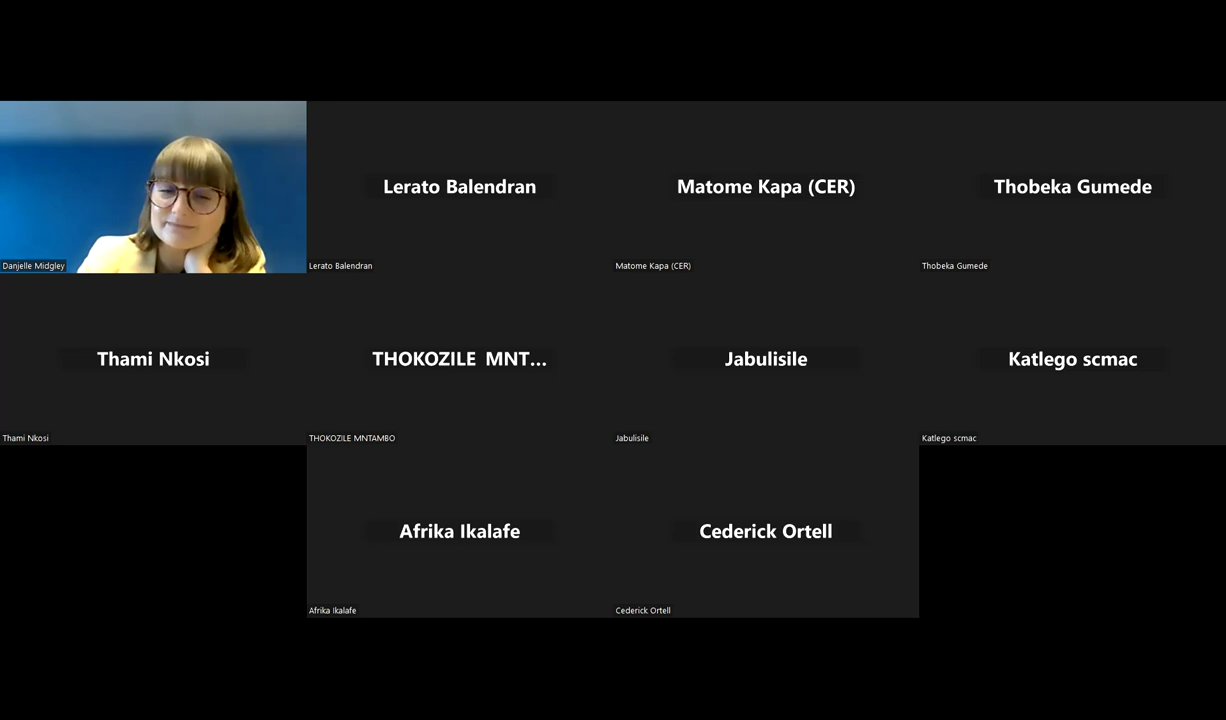 Danjelle Midgley
Lerato Balendran
Lerato Balendran
Matome Kapa (CER)
Matome Kapa (CER)
Thobeka Gumede
Thobeka Gumede
Thami Nkosi
Thami Nkosi
THOKOZILE MNT...
THOKOZILE MNTAMBO
Jabulisile
Jabulisile
Katlego scmac
Katlego scmac
Afrika Ikalafe
Afrika Ikalafe
Cederick Ortell
Cederick Ortell